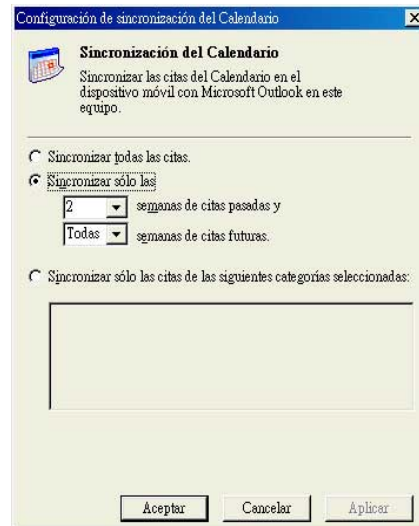 Configuración de sincronización del Calendario
Sincronización del Calendario
Sincronizar las citas del Calendario en el
dispositivo móvil con Microsoft Outlook en este
equipo.
Sincronizar todas las citas.
Sincronizar sólo las
2 semanas de citas pasadas y
Todas semanas de citas futuras.
Sincronizar sólo las citas de las siguientes categorías seleccionadas:
Aceptar Cancelar Aplicar